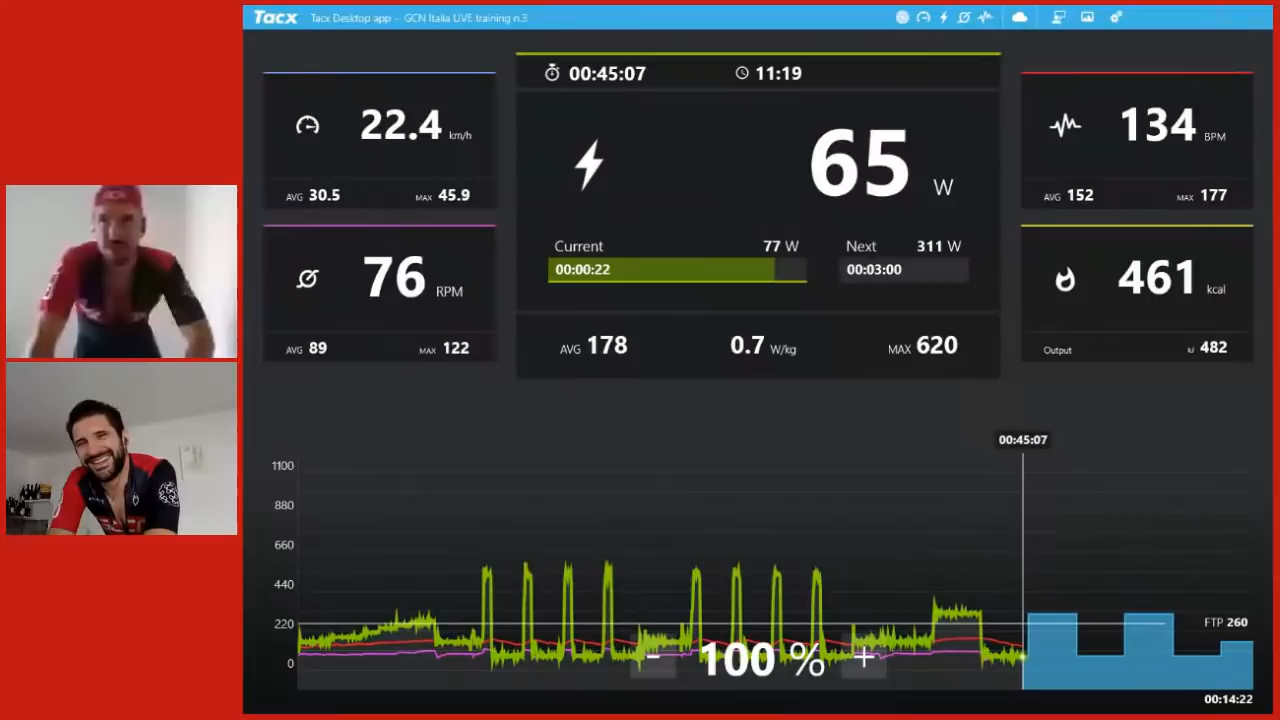 Tacx Tacx Desktop app - GCN Italia LIVE training n.3
00:45:07 11:19
22.4 km/h
AVG 30.5 MAX 45.9
76 RPM
AVG 89 MAX 122
65 W
Current 77 W
00:00:22
Next 311 W
00:03:00
AVG 178 0.7 W/kg MAX 620
134 BPM
AVG 152 MAX 177
461 kcal
Output kJ 482
00:45:07
1100
880
660
440
220
0
FTP 260
- 100 % +
00:14:22